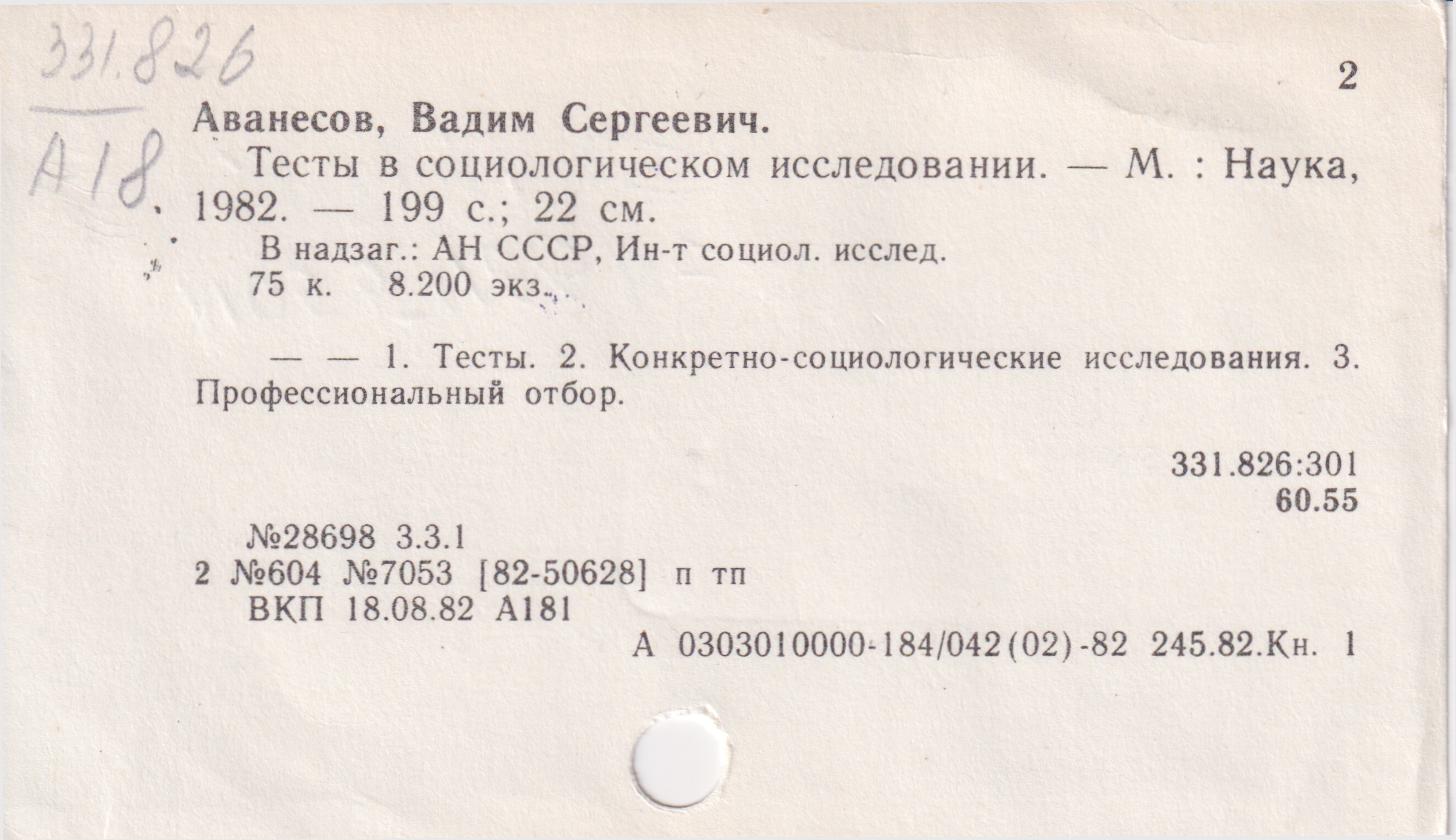 331.826
2
А18
Аванесов, Вадим Сергеевич.
Тесты в социологическом исследовании. — М. : Наука,
1982. — 199 с.; 22 см.
В надзаг.: АН СССР, Ин-т социол. исслед.
75 к. 8.200 экз.
— — 1. Тесты. 2. Конкретно-социологические исследования. 3.
Профессиональный отбор.
331.826:301
60.55
№28698 3.3.1
2 №604 №7053 [82-50628] п тп
ВКП 18.08.82 А181
А 0303010000-184/042(02)-82 245.82.Кн. 1